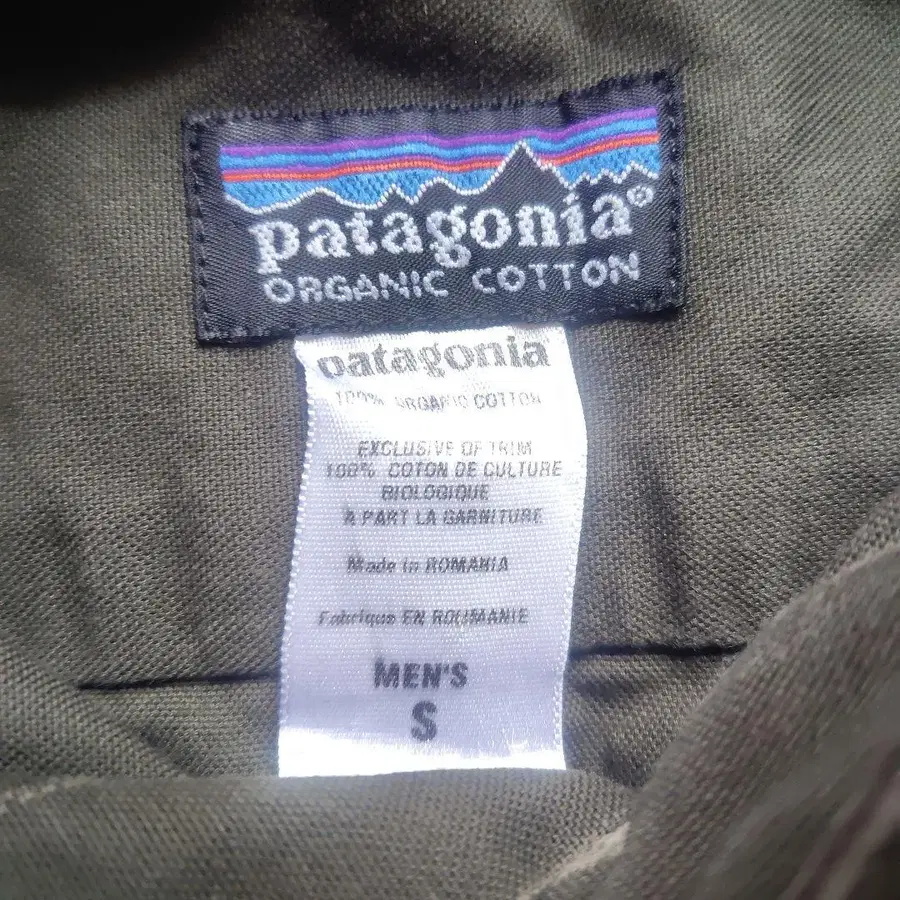 patagonia®
ORGANIC COTTON
patagonia
100% ORGANIC COTTON
EXCLUSIVE OF TRIM
100% COTON DE CULTURE
BIOLOGIQUE
A PART LA GARNITURE
Made in ROMANIA
Fabrique EN ROUMANIE
MEN'S
S